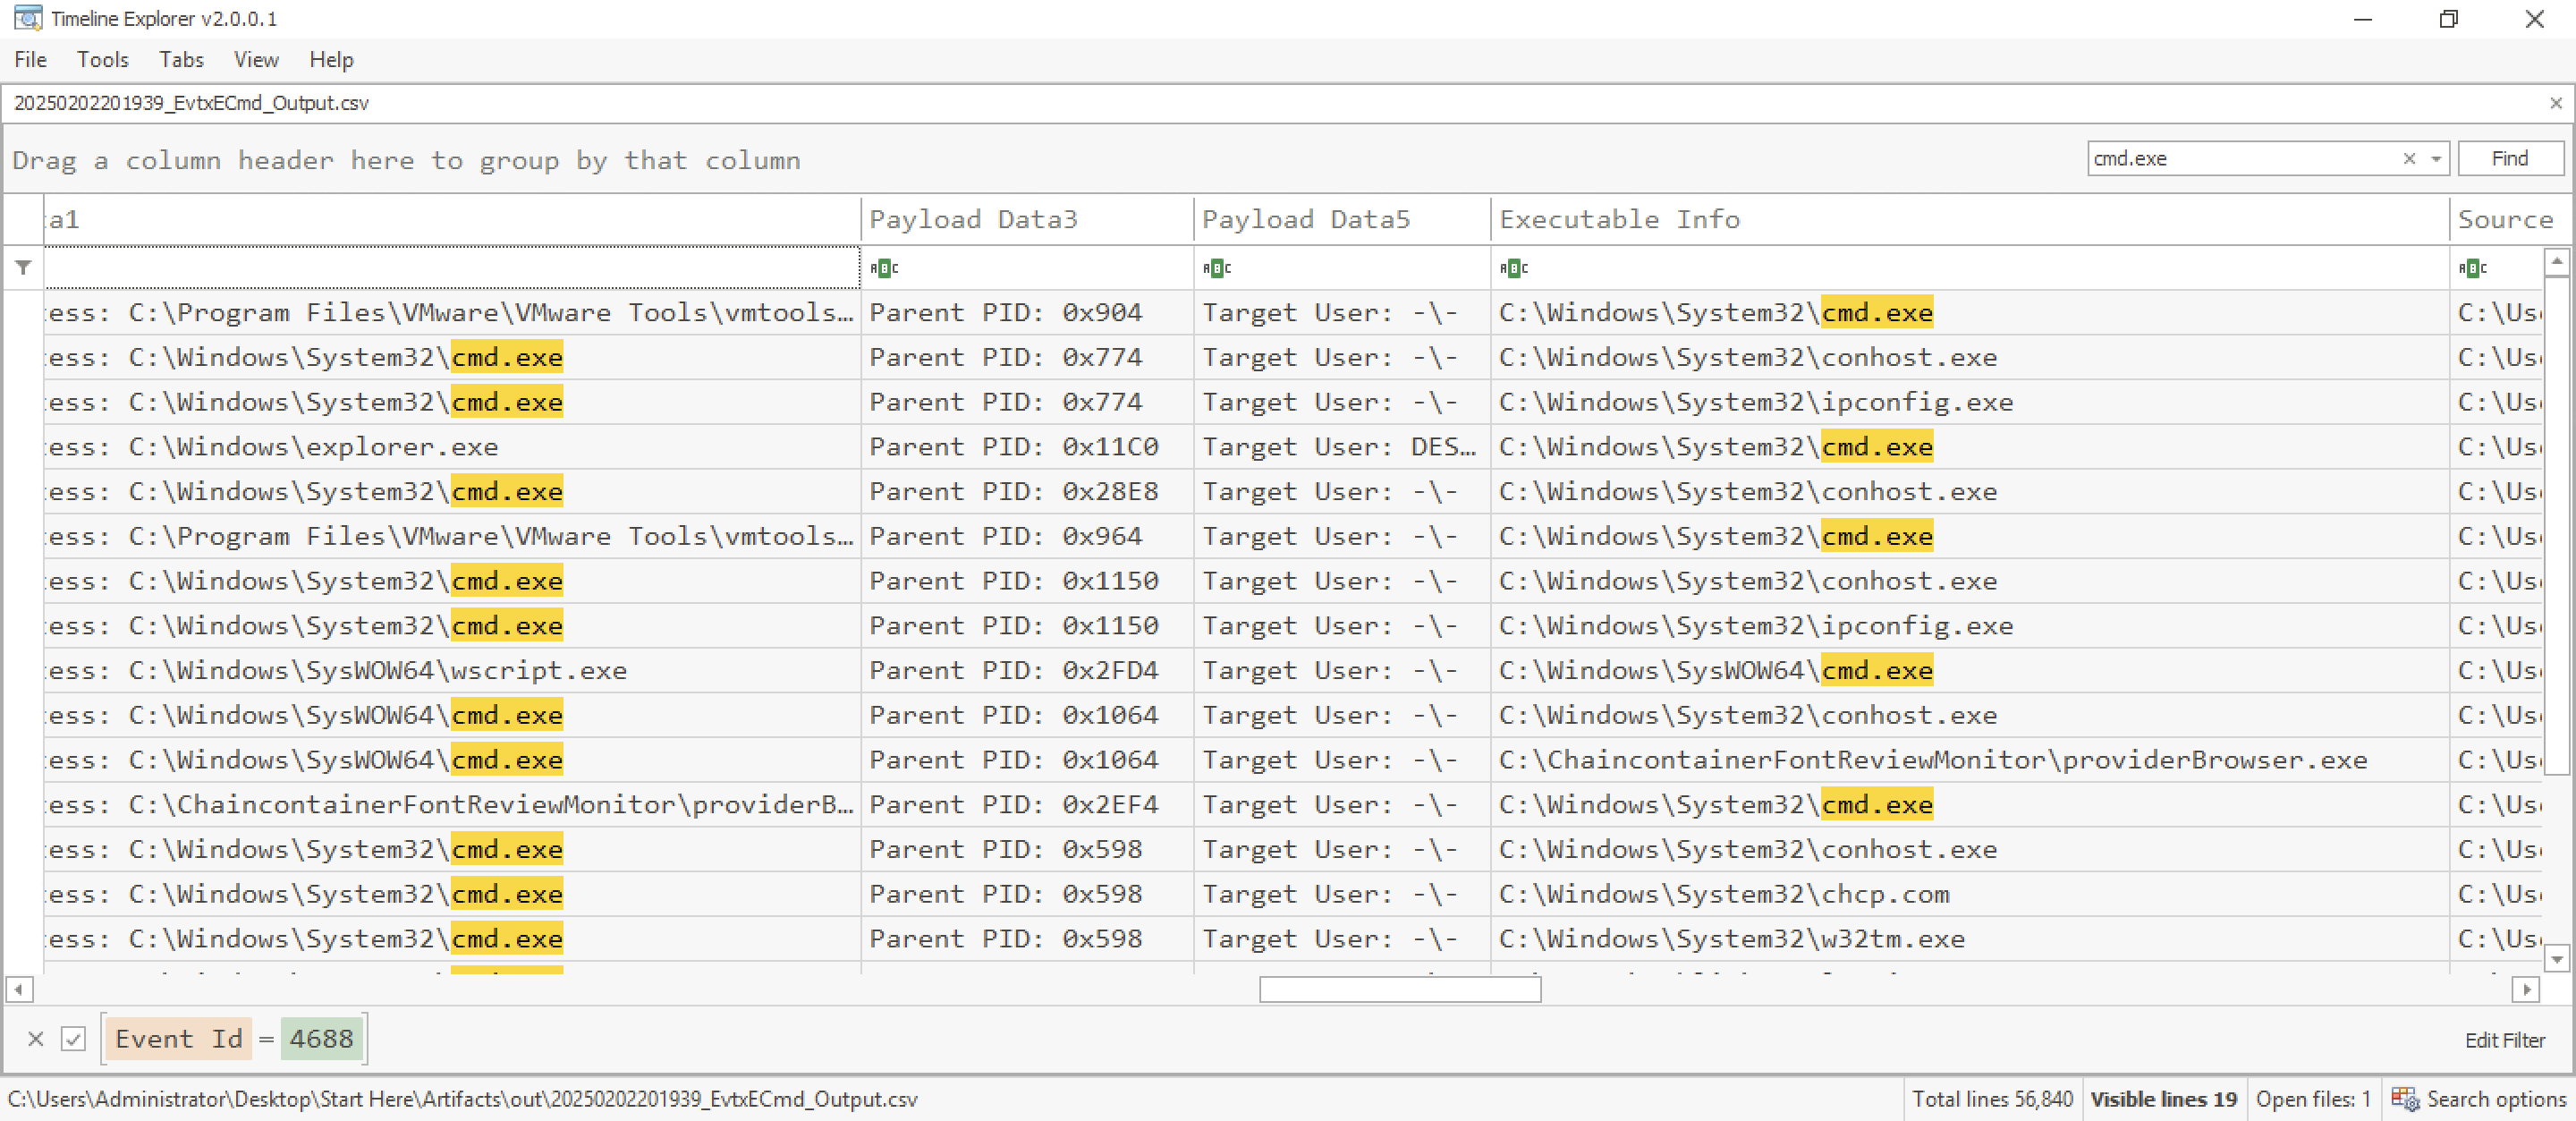 Timeline Explorer v2.0.0.1
File Tools Tabs View Help
20250202201939_EvtxECmd_Output.csv
Drag a column header here to group by that column cmd.exe Find
a1 Payload Data3 Payload Data5 Executable Info Source
ess: C:\Program Files\VMware\VMware Tools\vmtools… Parent PID: 0x904 Target User: -\- C:\Windows\System32\cmd.exe C:\Us
ess: C:\Windows\System32\cmd.exe Parent PID: 0x774 Target User: -\- C:\Windows\System32\conhost.exe C:\Us
ess: C:\Windows\System32\cmd.exe Parent PID: 0x774 Target User: -\- C:\Windows\System32\ipconfig.exe C:\Us
ess: C:\Windows\explorer.exe Parent PID: 0x11C0 Target User: DES… C:\Windows\System32\cmd.exe C:\Us
ess: C:\Windows\System32\cmd.exe Parent PID: 0x28E8 Target User: -\- C:\Windows\System32\conhost.exe C:\Us
ess: C:\Program Files\VMware\VMware Tools\vmtools… Parent PID: 0x964 Target User: -\- C:\Windows\System32\cmd.exe C:\Us
ess: C:\Windows\System32\cmd.exe Parent PID: 0x1150 Target User: -\- C:\Windows\System32\conhost.exe C:\Us
ess: C:\Windows\System32\cmd.exe Parent PID: 0x1150 Target User: -\- C:\Windows\System32\ipconfig.exe C:\Us
ess: C:\Windows\SysWOW64\wscript.exe Parent PID: 0x2FD4 Target User: -\- C:\Windows\SysWOW64\cmd.exe C:\Us
ess: C:\Windows\SysWOW64\cmd.exe Parent PID: 0x1064 Target User: -\- C:\Windows\System32\conhost.exe C:\Us
ess: C:\Windows\SysWOW64\cmd.exe Parent PID: 0x1064 Target User: -\- C:\ChaincontainerFontReviewMonitor\providerBrowser.exe C:\Us
ess: C:\ChaincontainerFontReviewMonitor\providerB… Parent PID: 0x2EF4 Target User: -\- C:\Windows\System32\cmd.exe C:\Us
ess: C:\Windows\System32\cmd.exe Parent PID: 0x598 Target User: -\- C:\Windows\System32\conhost.exe C:\Us
ess: C:\Windows\System32\cmd.exe Parent PID: 0x598 Target User: -\- C:\Windows\System32\chcp.com C:\Us
ess: C:\Windows\System32\cmd.exe Parent PID: 0x598 Target User: -\- C:\Windows\System32\w32tm.exe C:\Us
Event Id = 4688 Edit Filter
C:\Users\Administrator\Desktop\Start Here\Artifacts\out\20250202201939_EvtxECmd_Output.csv Total lines 56,840 Visible lines 19 Open files: 1 Search options